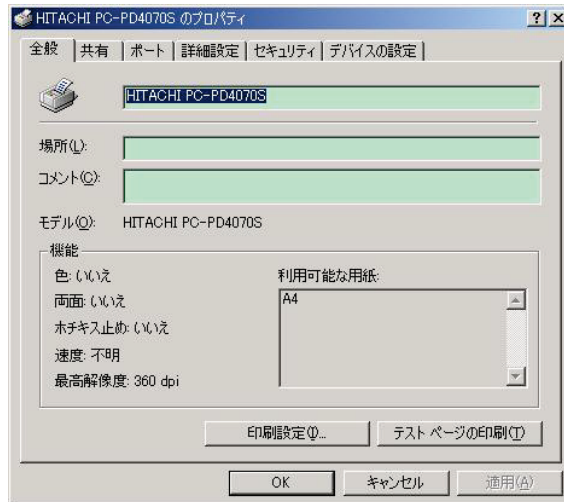 HITACHI PC-PD4070S のプロパティ
全般 共有 ポート 詳細設定 セキュリティ デバイスの設定
HITACHI PC-PD4070S
場所(L):
コメント(C):
モデル(O): HITACHI PC-PD4070S
機能
色: いいえ
両面: いいえ
ホチキス止め: いいえ
速度: 不明
最高解像度: 360 dpi
利用可能な用紙:
A4
印刷設定(I)... テスト ページの印刷(T)
OK キャンセル 適用(A)